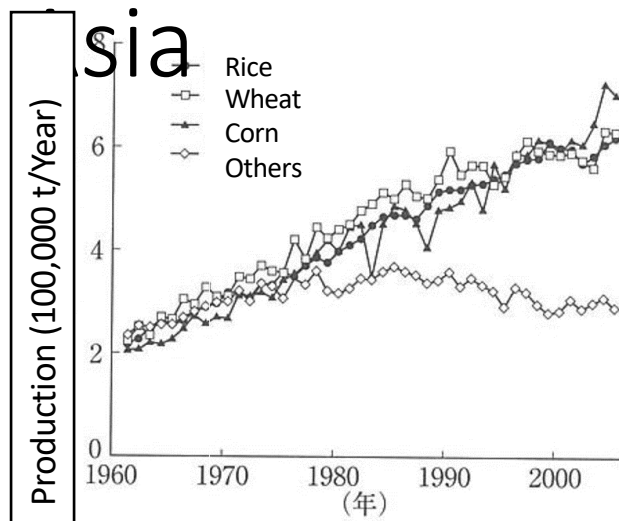 sia
Production (100,000 t/Year)
8
6
4
2
0
Rice
Wheat
Corn
Others
1960
1970
1980
1990
2000
(年)